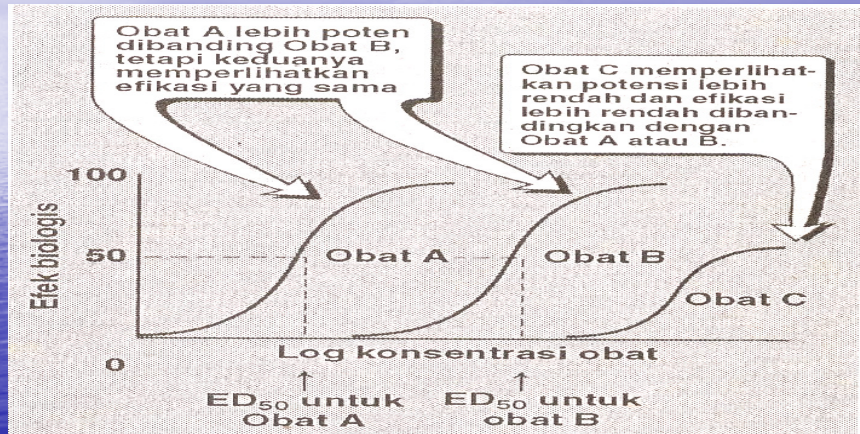 Obat A lebih poten
dibanding Obat B,
tetapi keduanya
memperlihatkan
efikasi yang sama
Obat C memperlihat-
kan potensi lebih
rendah dan efikasi
lebih rendah diban-
dingkan dengan
Obat A atau B.
100
50
0
Efek biologis
Obat A
Obat B
Obat C
Log konsentrasi obat
ED50 untuk
Obat A
ED50 untuk
obat B